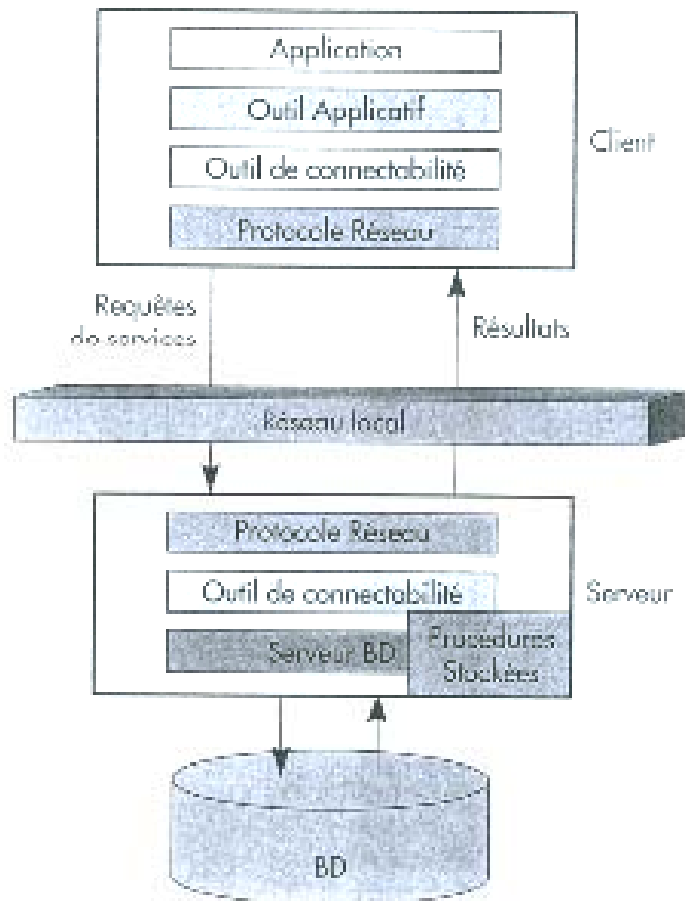 Application
Outil Applicatif
Outil de connectabilité
Protocole Réseau
Client
Requêtes
de services
Résultats
Réseau local
Protocole Réseau
Outil de connectabilité
Serveur BD
Procédures
Stockées
Serveur
BD